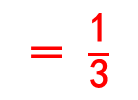 = 1/3